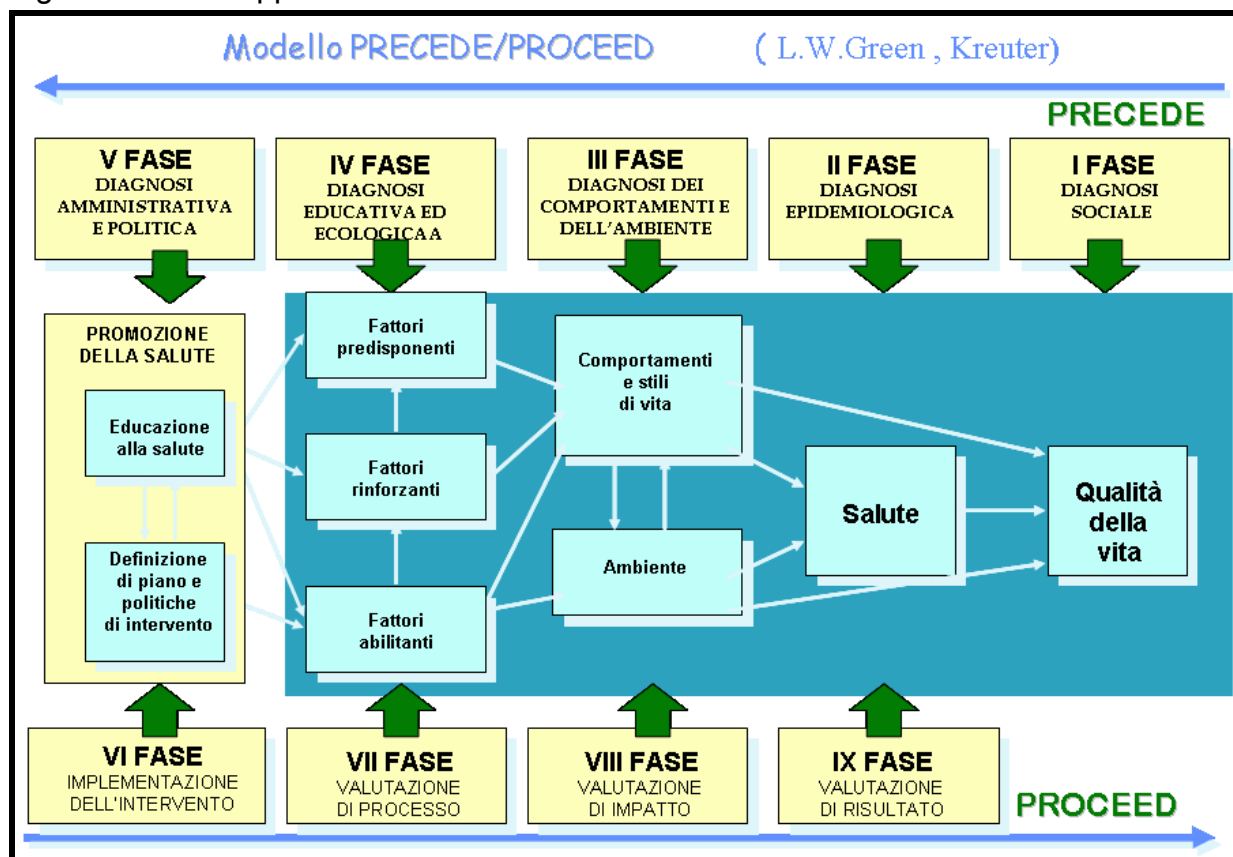 Modello PRECEDE/PROCEED ( L.W.Green , Kreuter)
PRECEDE
V FASE
DIAGNOSI
AMMINISTRATIVA
E POLITICA
IV FASE
DIAGNOSI
EDUCATIVA ED
ECOLOGICAA
III FASE
DIAGNOSI DEI
COMPORTAMENTI E
DELL'AMBIENTE
II FASE
DIAGNOSI
EPIDEMIOLOGICA
I FASE
DIAGNOSI
SOCIALE
PROMOZIONE
DELLA SALUTE
Educazione
alla salute
Definizione
di piano e
politiche
di intervento
Fattori
predisponenti
Fattori
rinforzanti
Fattori
abilitanti
Comportamenti
e stili
di vita
Ambiente
Salute
Qualità
della
vita
VI FASE
IMPLEMENTAZIONE
DELL'INTERVENTO
VII FASE
VALUTAZIONE
DI PROCESSO
VIII FASE
VALUTAZIONE
DI IMPATTO
IX FASE
VALUTAZIONE
DI RISULTATO
PROCEED